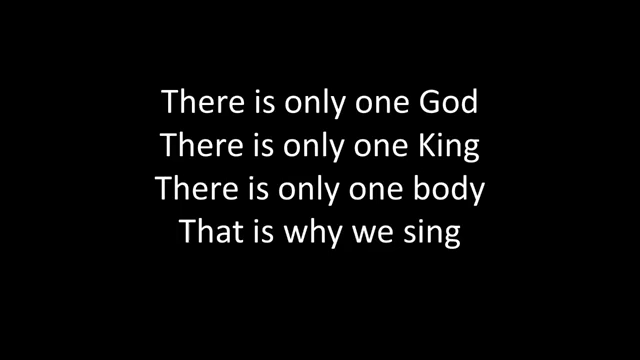 There is only one God
There is only one King
There is only one body
That is why we sing